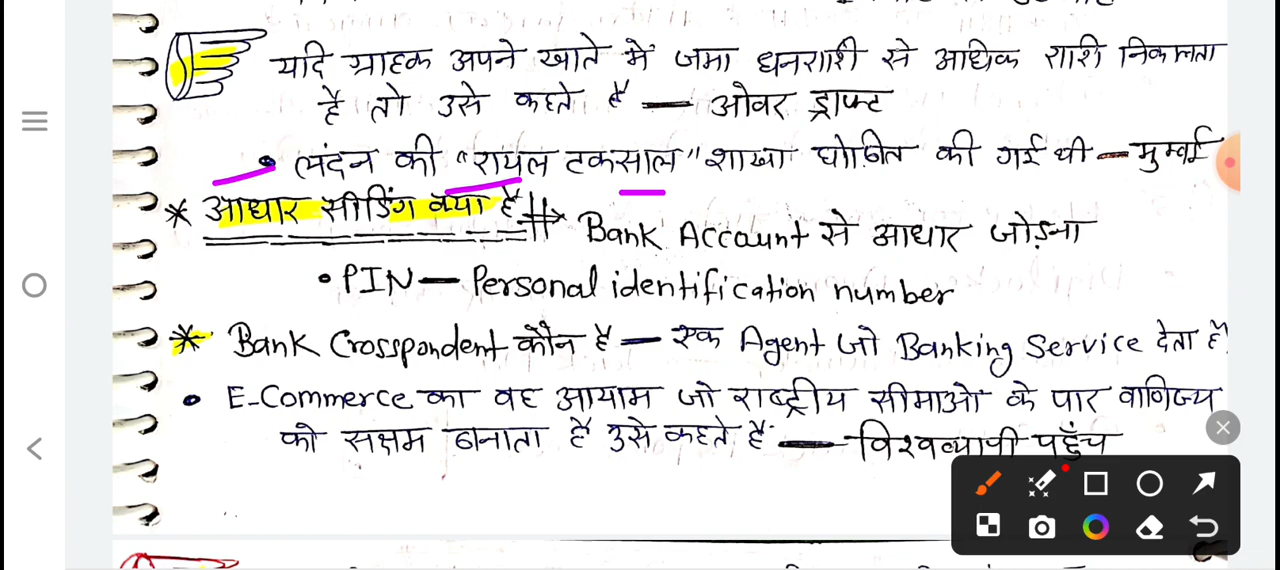 यदि ग्राहक अपने खाते में जमा धनराशी से अधिक राशि निकालता
है तो उसे कहते हैं — ओवर ड्राफ्ट
• लंदन की "रायल टकसाल" शाखा घोषित की गई थी — मुम्बई
* आधार सीडिंग क्या है ⇒ Bank Account से आधार जोड़ना
• PIN — Personal identification number
* Bank Crosspondent कौन है — एक Agent जो Banking Service देता है
• E-Commerce का वह आयाम जो राष्ट्रीय सीमाओं के पार वाणिज्य
को सक्षम बनाता है उसे कहते है — विश्वव्यापी पहुँच